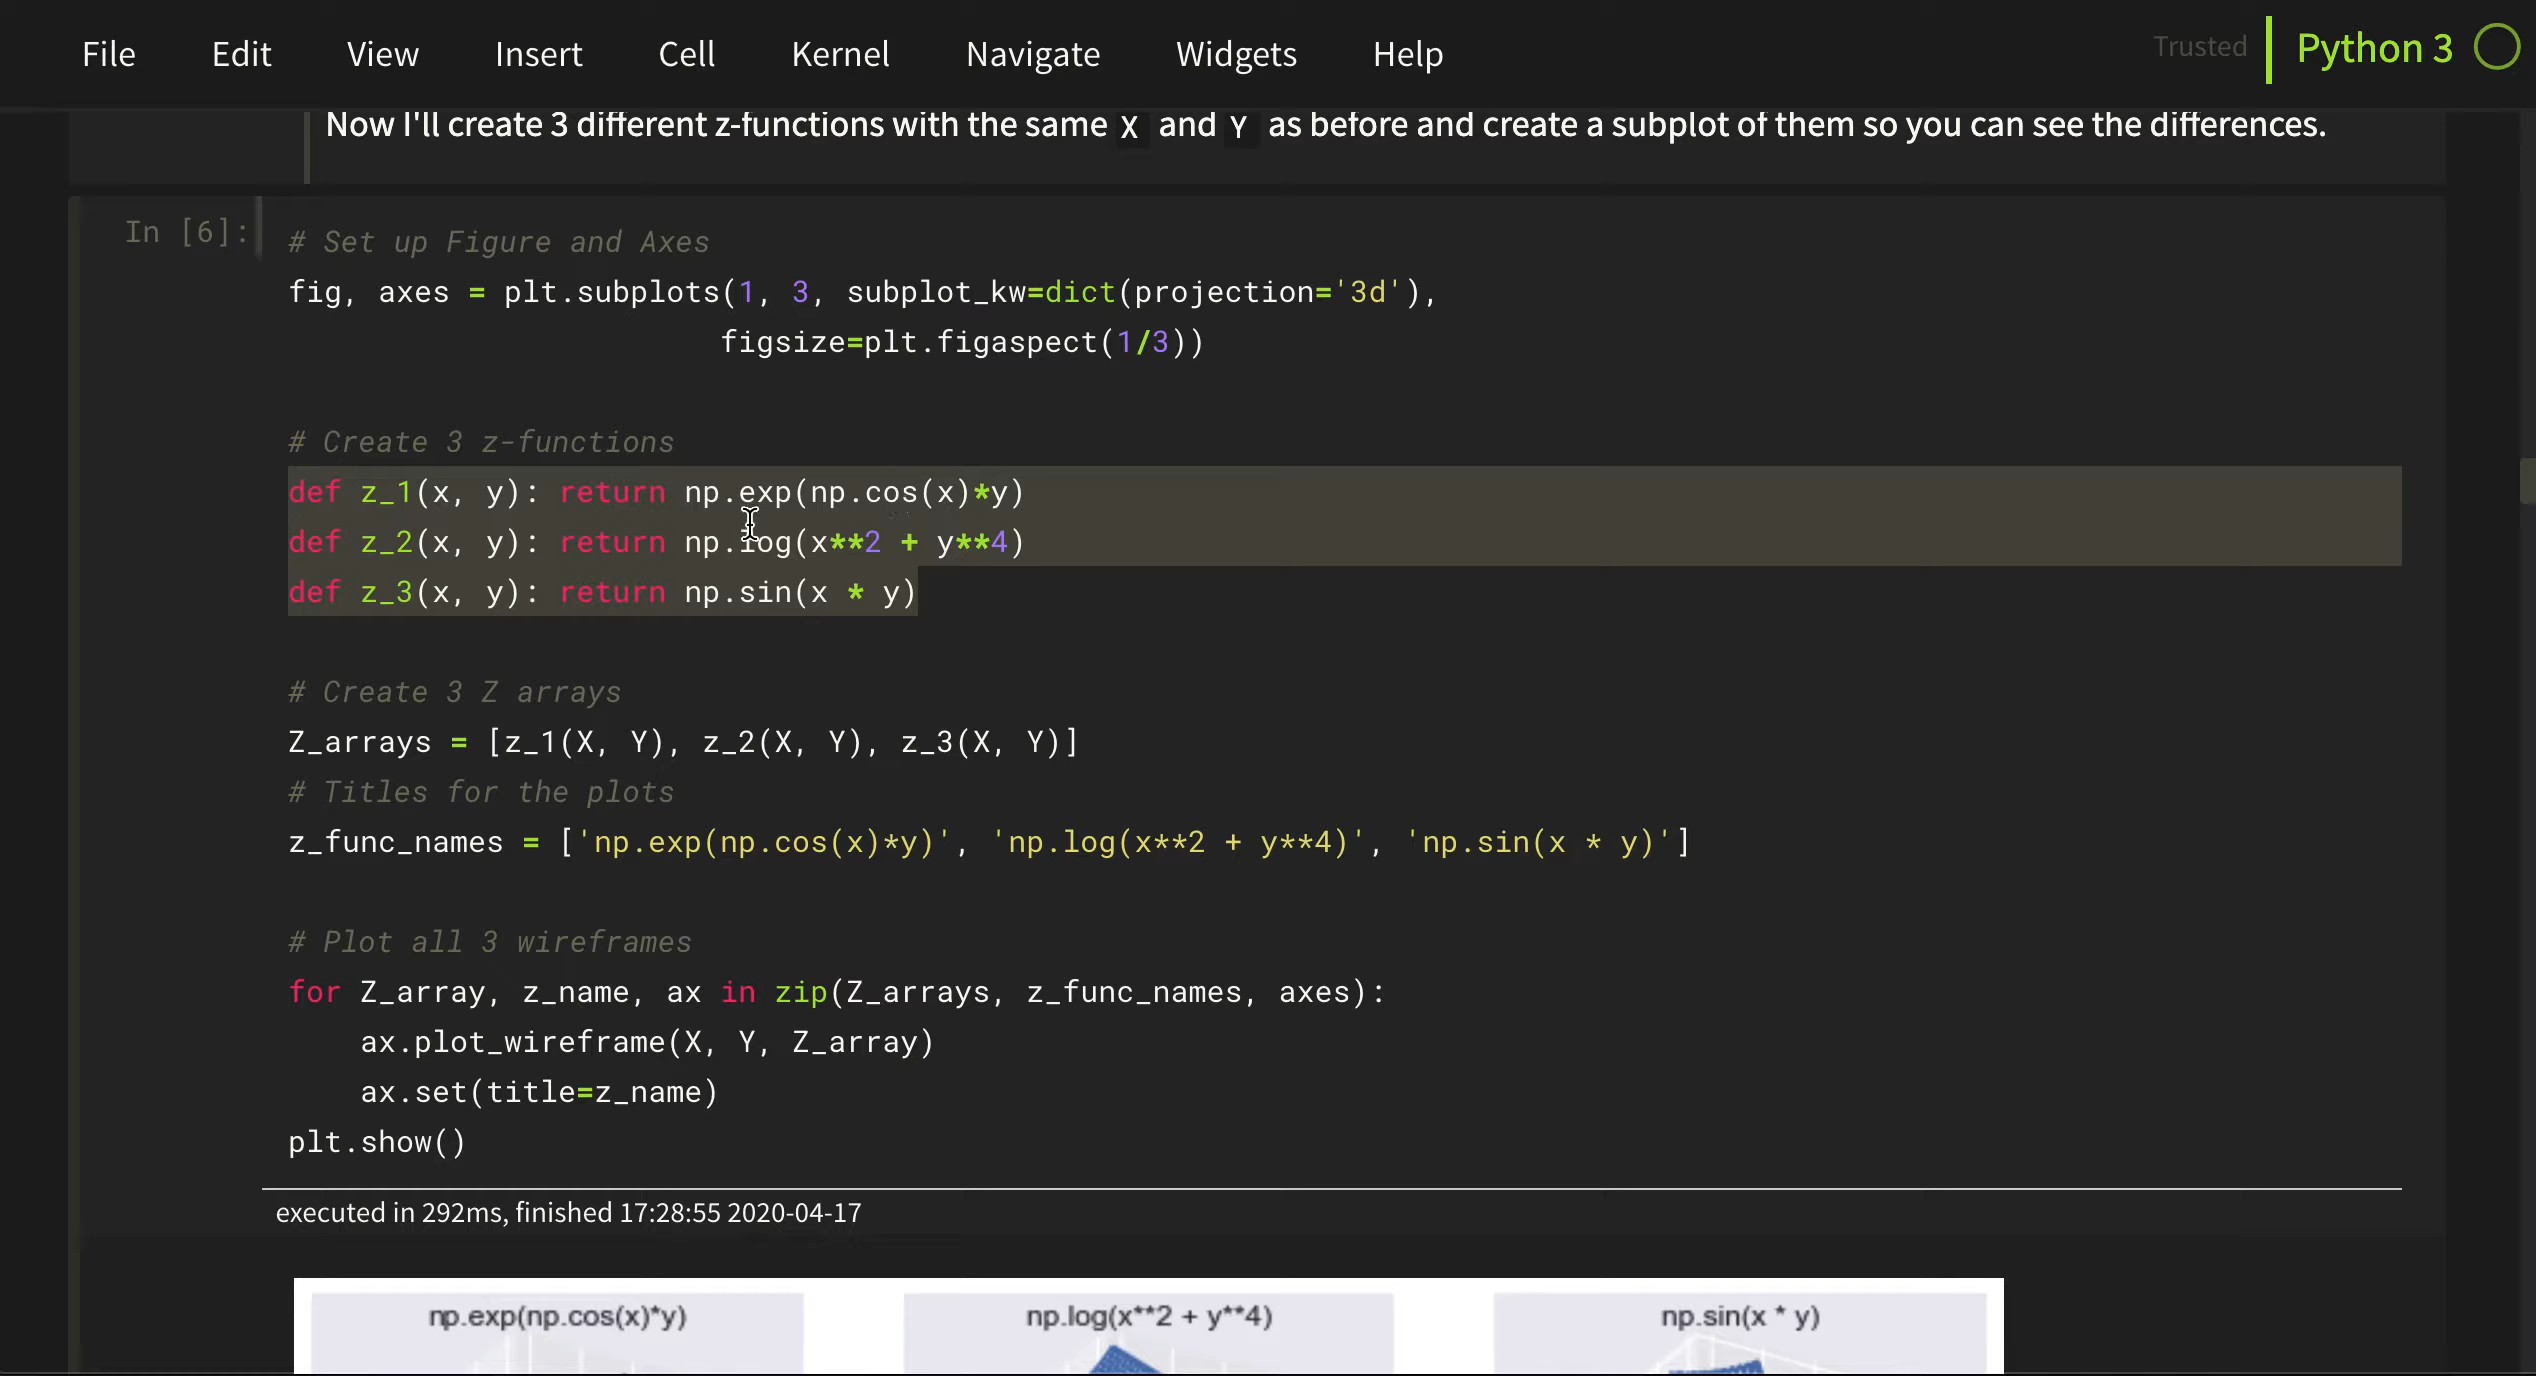 File Edit View Insert Cell Kernel Navigate Widgets Help Trusted Python 3
Now I'll create 3 different z-functions with the same X and Y as before and create a subplot of them so you can see the differences.
In [6]:
# Set up Figure and Axes
fig, axes = plt.subplots(1, 3, subplot_kw=dict(projection='3d'),
figsize=plt.figaspect(1/3))
# Create 3 z-functions
def z_1(x, y): return np.exp(np.cos(x)*y)
def z_2(x, y): return np.log(x**2 + y**4)
def z_3(x, y): return np.sin(x * y)
# Create 3 Z arrays
Z_arrays = [z_1(X, Y), z_2(X, Y), z_3(X, Y)]
# Titles for the plots
z_func_names = ['np.exp(np.cos(x)*y)', 'np.log(x**2 + y**4)', 'np.sin(x * y)']
# Plot all 3 wireframes
for Z_array, z_name, ax in zip(Z_arrays, z_func_names, axes):
ax.plot_wireframe(X, Y, Z_array)
ax.set(title=z_name)
plt.show()
executed in 292ms, finished 17:28:55 2020-04-17
np.exp(np.cos(x)*y) np.log(x**2 + y**4) np.sin(x * y)